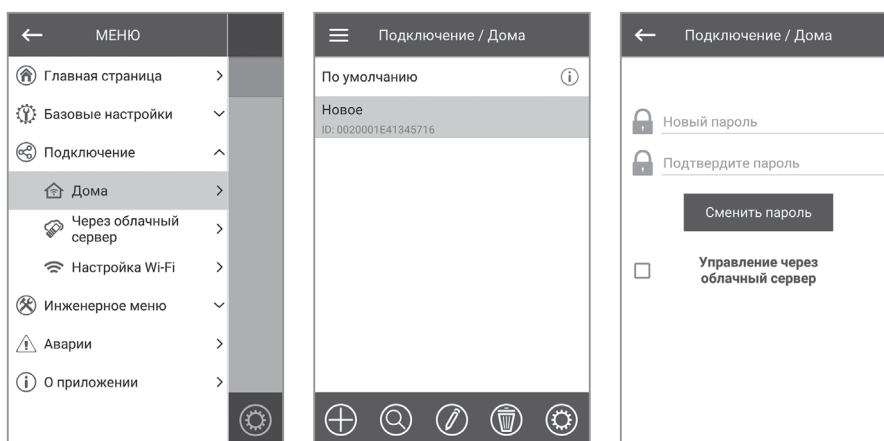 МЕНЮ
Главная страница
Базовые настройки
Подключение
Дома
Через облачный
сервер
Настройка Wi-Fi
Инженерное меню
Аварии
О приложении
Подключение / Дома
По умолчанию
Новое
ID: 0020001E41345716
Подключение / Дома
Новый пароль
Подтвердите пароль
Сменить пароль
Управление через
облачный сервер